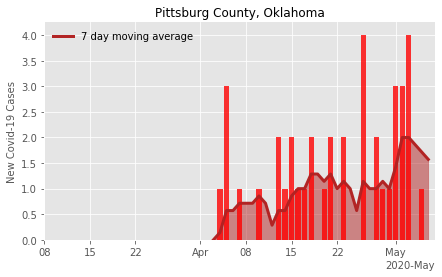 Pittsburg County, Oklahoma
7 day moving average
New Covid-19 Cases
4.0
3.5
3.0
2.5
2.0
1.5
1.0
0.5
0.0
08 15 22 Apr 08 15 22 May
2020-May